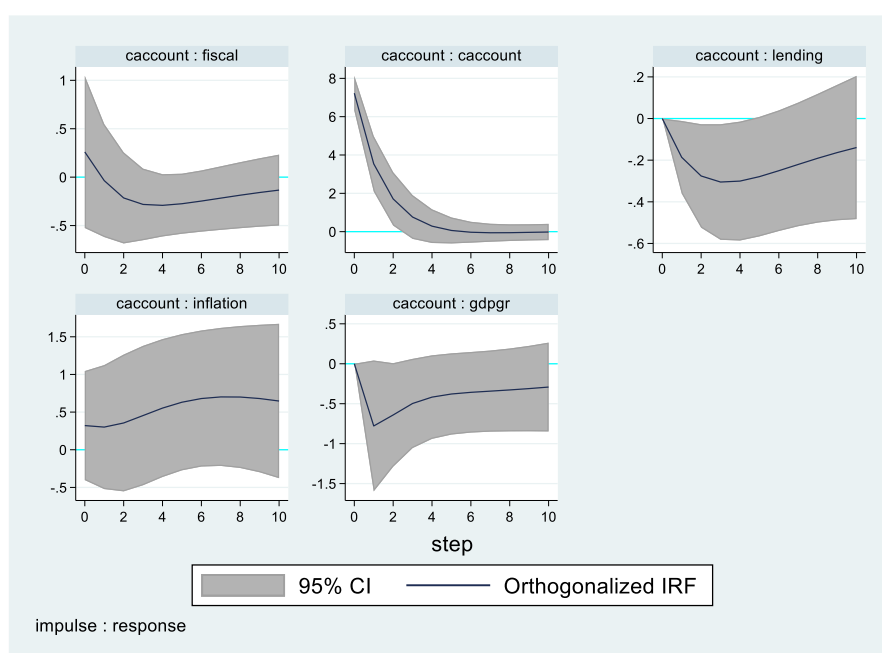 caccount : fiscal
1
.5
0
-.5
0 2 4 6 8 10
caccount : caccount
8
6
4
2
0
0 2 4 6 8 10
caccount : lending
.2
0
-.2
-.4
-.6
0 2 4 6 8 10
caccount : inflation
1.5
1
.5
0
-.5
0 2 4 6 8 10
caccount : gdpgr
.5
0
-.5
-1
-1.5
0 2 4 6 8 10
step
95% CI Orthogonalized IRF
impulse : response